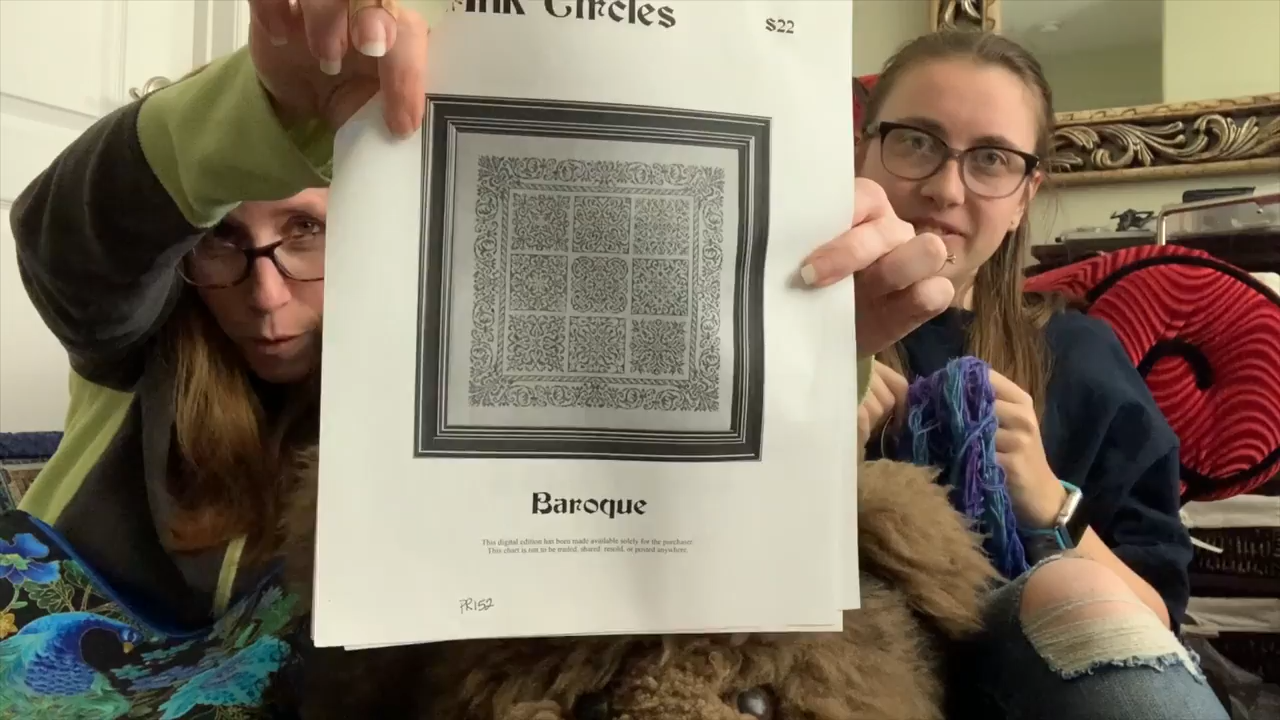 Ink Circles
$22
Baroque
This digital edition has been made available solely for the purchaser.
This chart is not to be traded, shared, resold, or posted anywhere.
PR152